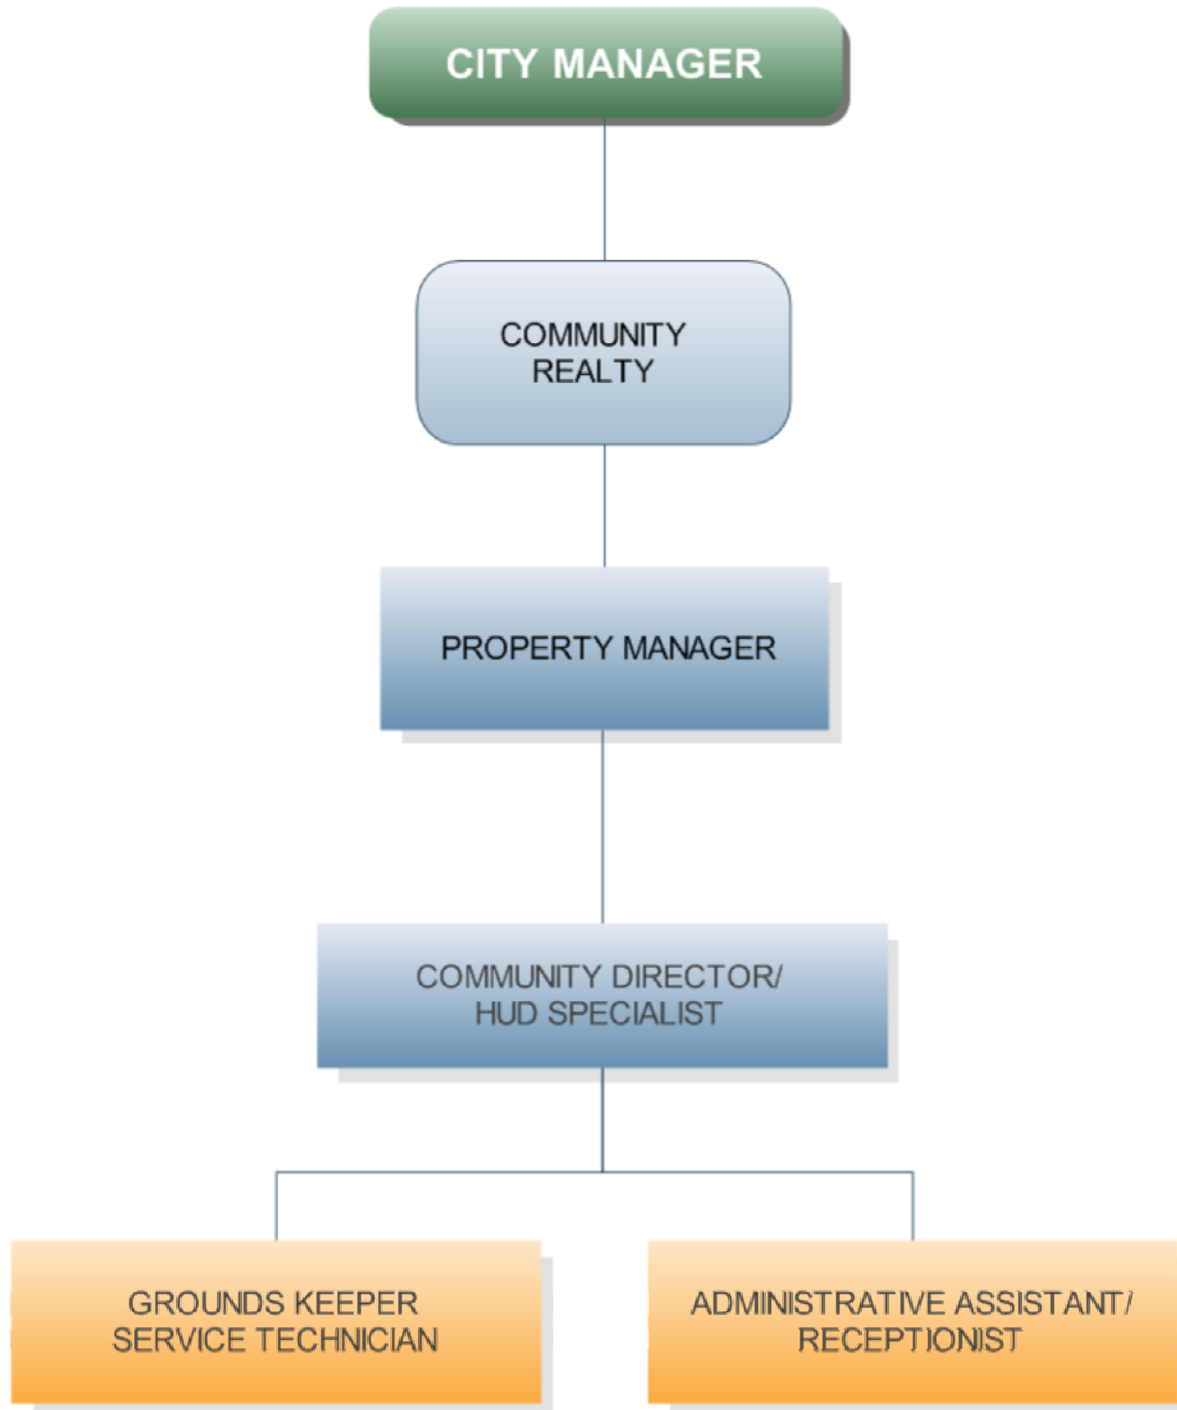 CITY MANAGER
COMMUNITY
REALTY
PROPERTY MANAGER
COMMUNITY DIRECTOR/
HUD SPECIALIST
GROUNDS KEEPER
SERVICE TECHNICIAN
ADMINISTRATIVE ASSISTANT/
RECEPTIONIST